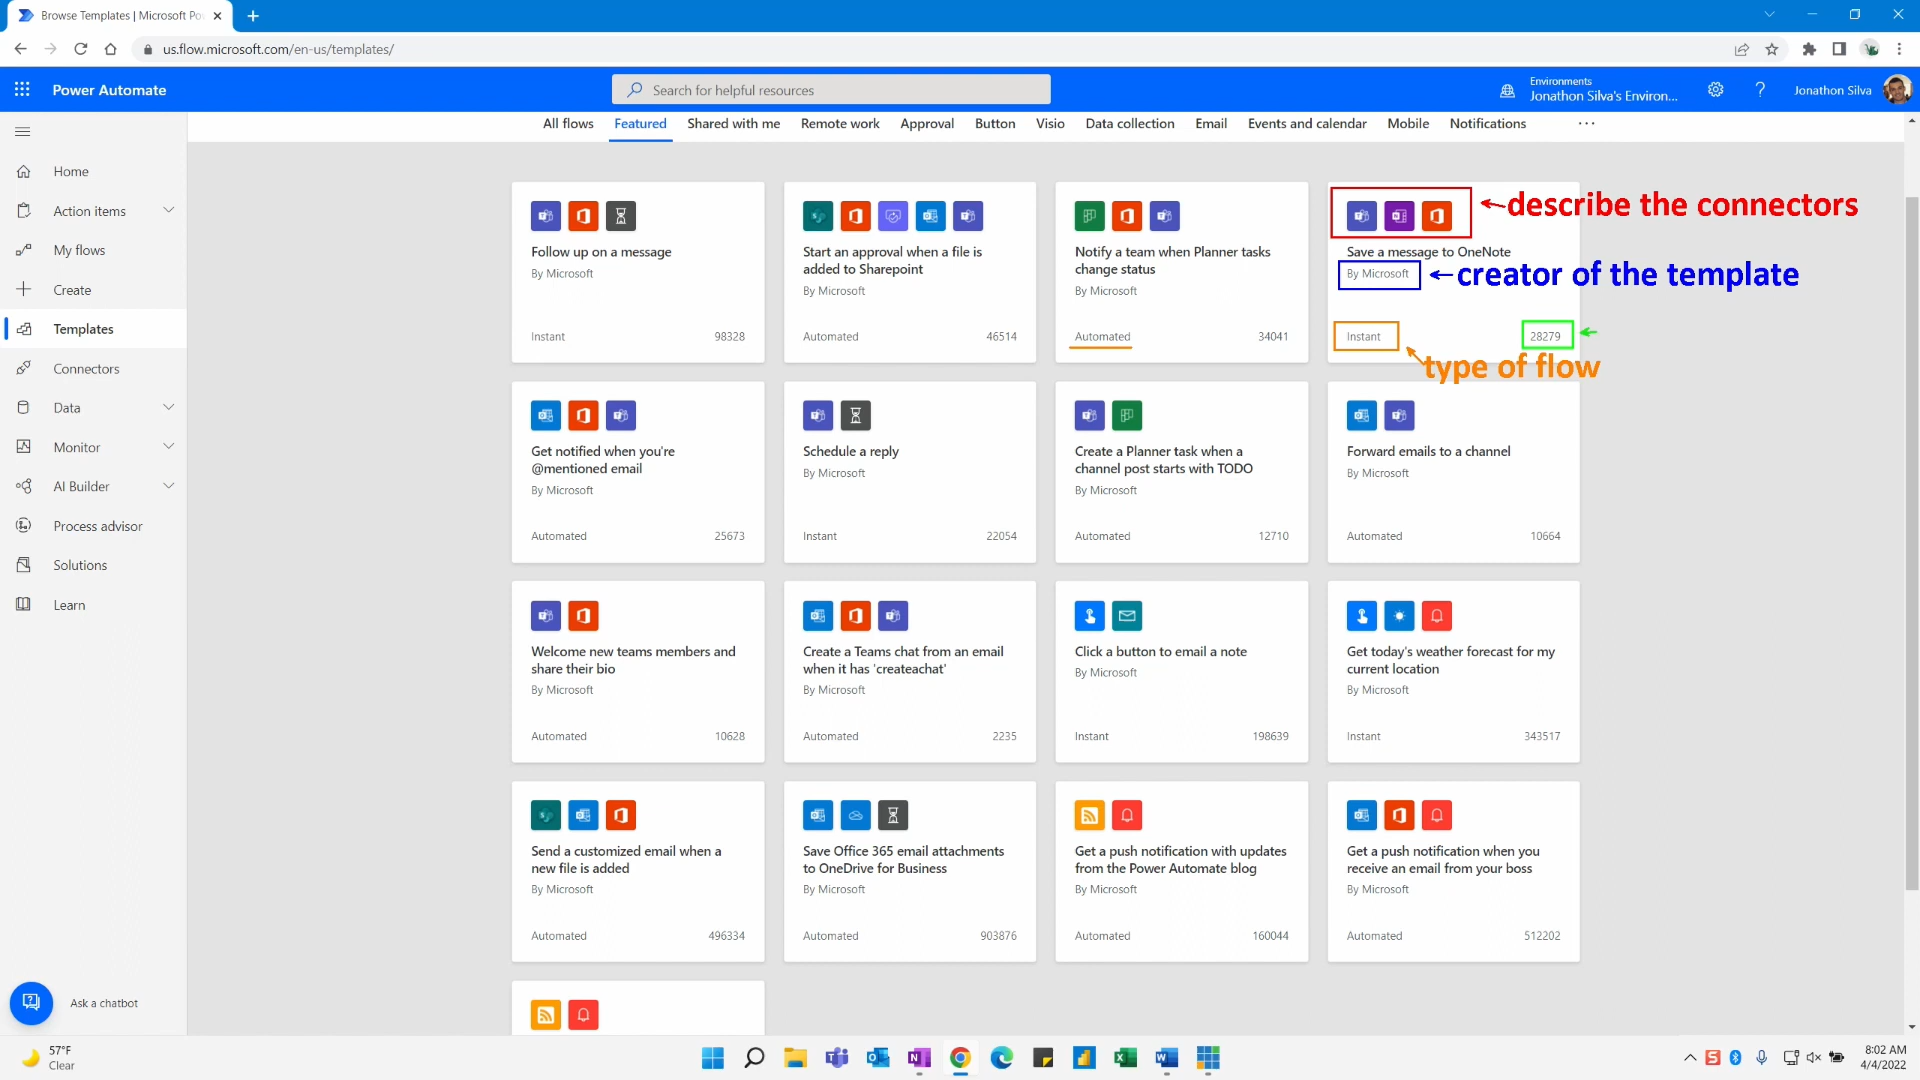 Browse Templates | Microsoft Po
us.flow.microsoft.com/en-us/templates/
Power Automate
Search for helpful resources
Environments
Jonathon Silva's Environ...
Jonathon Silva
All flows Featured Shared with me Remote work Approval Button Visio Data collection Email Events and calendar Mobile Notifications ...
Home
Action items
My flows
Create
Templates
Connectors
Data
Monitor
AI Builder
Process advisor
Solutions
Learn
Ask a chatbot
Follow up on a message
By Microsoft
Instant 98328
Start an approval when a file is
added to Sharepoint
By Microsoft
Automated 46514
Notify a team when Planner tasks
change status
By Microsoft
Automated 34041
←describe the connectors
Save a message to OneNote
By Microsoft
←creator of the template
Instant 28279
type of flow
Get notified when you're
@mentioned email
By Microsoft
Automated 25673
Schedule a reply
By Microsoft
Instant 22054
Create a Planner task when a
channel post starts with TODO
By Microsoft
Automated 12710
Forward emails to a channel
By Microsoft
Automated 10664
Welcome new teams members and
share their bio
By Microsoft
Automated 10628
Create a Teams chat from an email
when it has 'createachat'
By Microsoft
Automated 2235
Click a button to email a note
By Microsoft
Instant 198639
Get today's weather forecast for my
current location
By Microsoft
Instant 343517
Send a customized email when a
new file is added
By Microsoft
Automated 496334
Save Office 365 email attachments
to OneDrive for Business
By Microsoft
Automated 903876
Get a push notification with updates
from the Power Automate blog
By Microsoft
Automated 160044
Get a push notification when you
receive an email from your boss
By Microsoft
Automated 512202
57°F
Clear
8:02 AM
4/4/2022